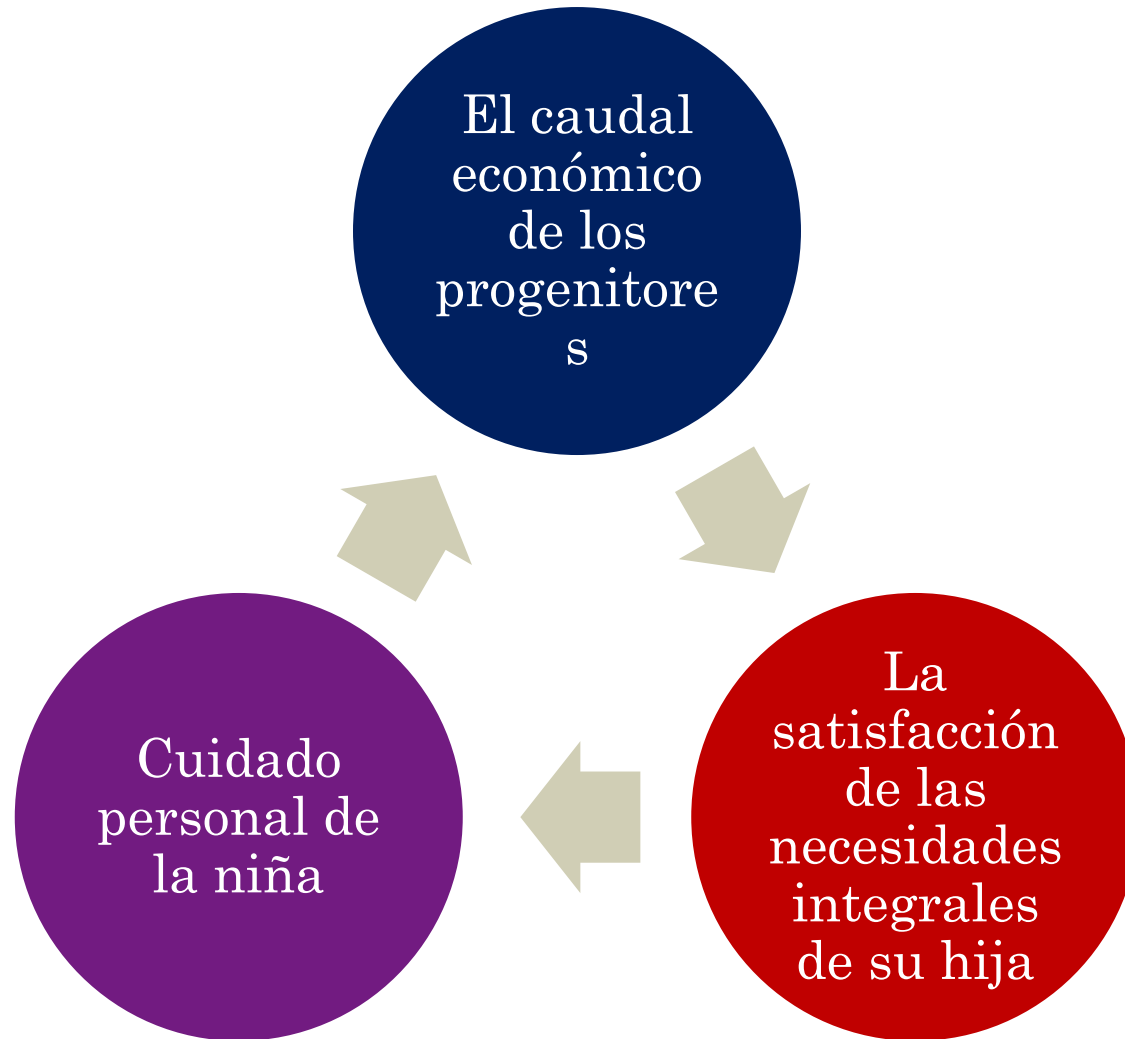 El caudal
económico
de los
progenitore
s
La
satisfacción
de las
necesidades
integrales
de su hija
Cuidado
personal de
la niña